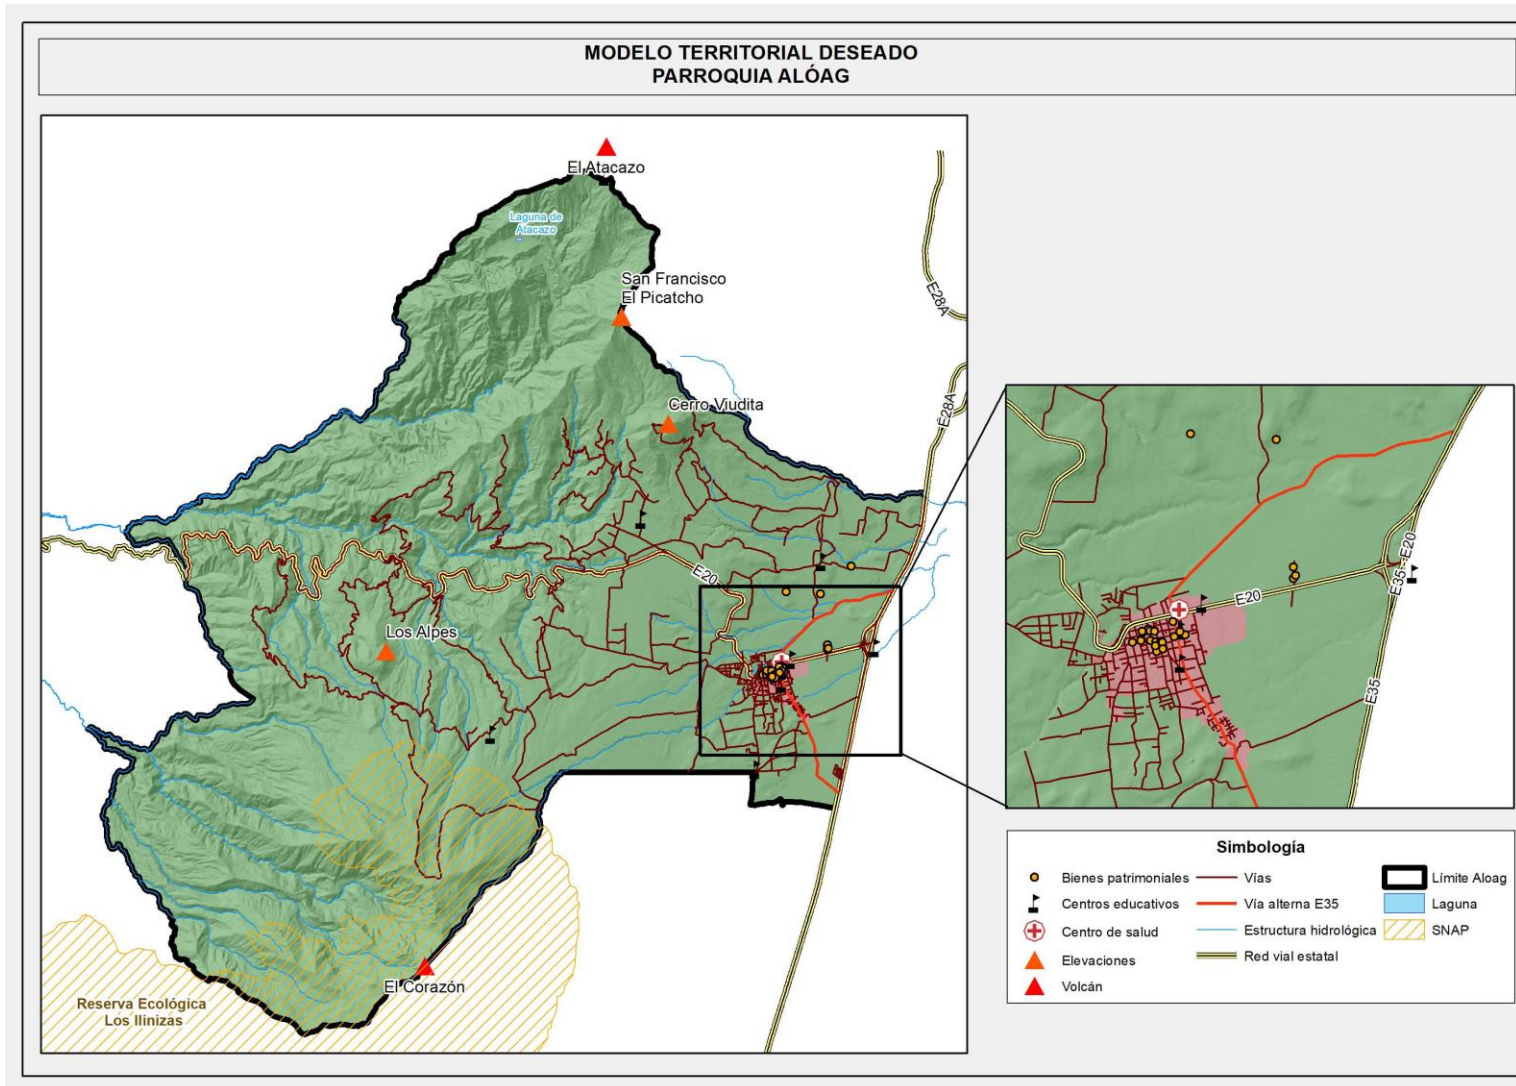 MODELO TERRITORIAL DESEADO
PARROQUIA ALÓAG
El Atacazo
Laguna de
Atacazo
San Francisco
El Picatcho
E28A
Cerro Viudita
E28A
E20
Los Alpes
El Corazón
Reserva Ecológica
Los Ilinizas
E35- E20
E20
E35
Simbología
Bienes patrimoniales
Centros educativos
Centro de salud
Elevaciones
Volcán
Vías
Vía alterna E35
Estructura hidrológica
Red vial estatal
Límite Aloag
Laguna
SNAP